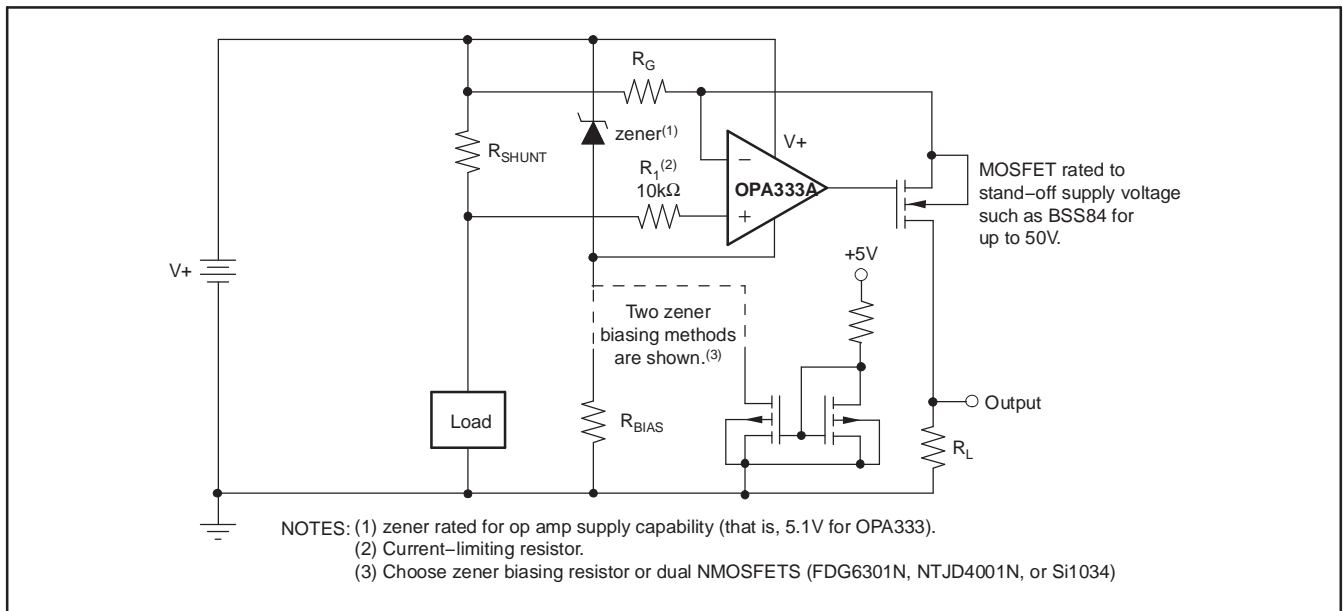 R_G
zener(1)
V+
R_SHUNT
R_1(2)
10kΩ
OPA333A
−
+
MOSFET rated to
stand−off supply voltage
such as BSS84 for
up to 50V.
+5V
V+
Two zener
biasing methods
are shown.(3)
Load
R_BIAS
Output
R_L
NOTES: (1) zener rated for op amp supply capability (that is, 5.1V for OPA333).
(2) Current−limiting resistor.
(3) Choose zener biasing resistor or dual NMOSFETS (FDG6301N, NTJD4001N, or Si1034)